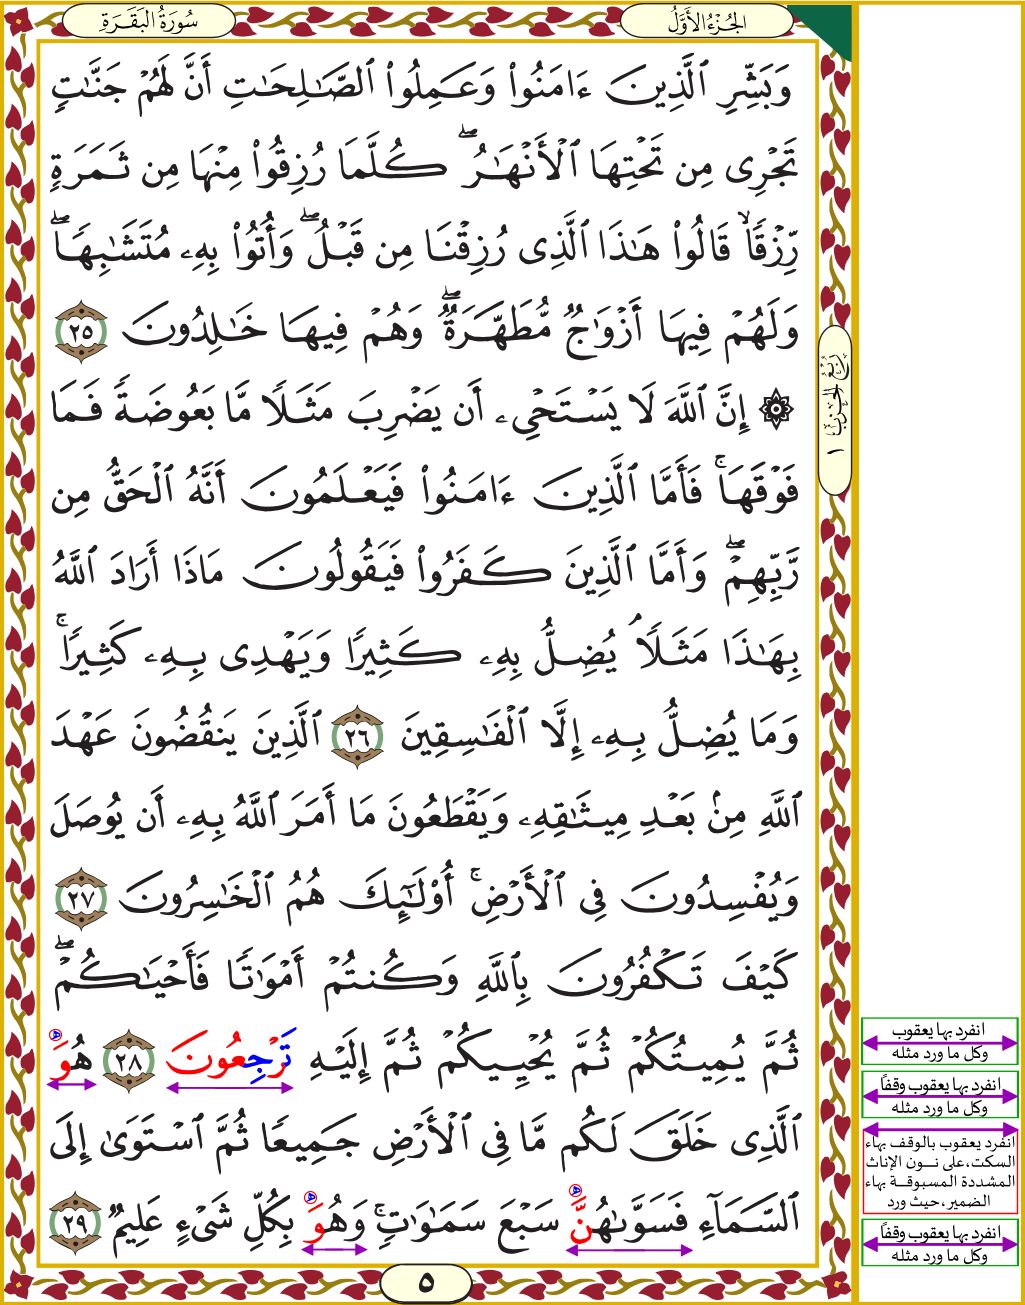 سُورَةُ البَقَرَةِ
الجُزْءُ الأَوَّلُ
وَبَشِّرِ ٱلَّذِينَ ءَامَنُواْ وَعَمِلُواْ ٱلصَّٰلِحَٰتِ أَنَّ لَهُمۡ جَنَّٰتٖ
تَجۡرِي مِن تَحۡتِهَا ٱلۡأَنۡهَٰرُۖ كُلَّمَا رُزِقُواْ مِنۡهَا مِن ثَمَرَةٖ
رِّزۡقٗاۙ قَالُواْ هَٰذَا ٱلَّذِي رُزِقۡنَا مِن قَبۡلُۖ وَأُتُواْ بِهِۦ مُتَشَٰبِهٗاۖ
وَلَهُمۡ فِيهَا أَزۡوَٰجٞ مُّطَهَّرَةٞۖ وَهُمۡ فِيهَا خَٰلِدُونَ ٢٥
۞ إِنَّ ٱللَّهَ لَا يَسۡتَحۡيِۦ أَن يَضۡرِبَ مَثَلٗا مَّا بَعُوضَةٗ فَمَا
فَوۡقَهَاۚ فَأَمَّا ٱلَّذِينَ ءَامَنُواْ فَيَعۡلَمُونَ أَنَّهُ ٱلۡحَقُّ مِن
رَّبِّهِمۡۖ وَأَمَّا ٱلَّذِينَ كَفَرُواْ فَيَقُولُونَ مَاذَا أَرَادَ ٱللَّهُ
بِهَٰذَا مَثَلٗاۘ يُضِلُّ بِهِۦ كَثِيرٗا وَيَهۡدِي بِهِۦ كَثِيرٗاۚ
وَمَا يُضِلُّ بِهِۦ إِلَّا ٱلۡفَٰسِقِينَ ٢٦ ٱلَّذِينَ يَنقُضُونَ عَهۡدَ
ٱللَّهِ مِنۢ بَعۡدِ مِيثَٰقِهِۦ وَيَقۡطَعُونَ مَا أَمَرَ ٱللَّهُ بِهِۦ أَن يُوصَلَ
وَيُفۡسِدُونَ فِي ٱلۡأَرۡضِۚ أُوْلَٰٓئِكَ هُمُ ٱلۡخَٰسِرُونَ ٢٧
كَيۡفَ تَكۡفُرُونَ بِٱللَّهِ وَكُنتُمۡ أَمۡوَٰتٗا فَأَحۡيَٰكُمۡۖ
ثُمَّ يُمِيتُكُمۡ ثُمَّ يُحۡيِيكُمۡ ثُمَّ إِلَيۡهِ تَرۡجِعُونَ ٢٨ هُوَ
ٱلَّذِي خَلَقَ لَكُم مَّا فِي ٱلۡأَرۡضِ جَمِيعٗا ثُمَّ ٱسۡتَوَىٰ إِلَى
ٱلسَّمَآءِ فَسَوَّىٰهُنَّ سَبۡعَ سَمَٰوَٰتٖۚ وَهُوَ بِكُلِّ شَيۡءٍ عَلِيمٞ ٢٩
رُبُعُ الحِزْبِ ١
انفرد بها يعقوب
وكل ما ورد مثله
انفرد بها يعقوب وقفًا
وكل ما ورد مثله
انفرد يعقوب بالوقف بهاء
السكت،على نون الإناث
المشددة المسبوقة بهاء
الضمير،حيث ورد
انفرد بها يعقوب وقفًا
وكل ما ورد مثله
٥